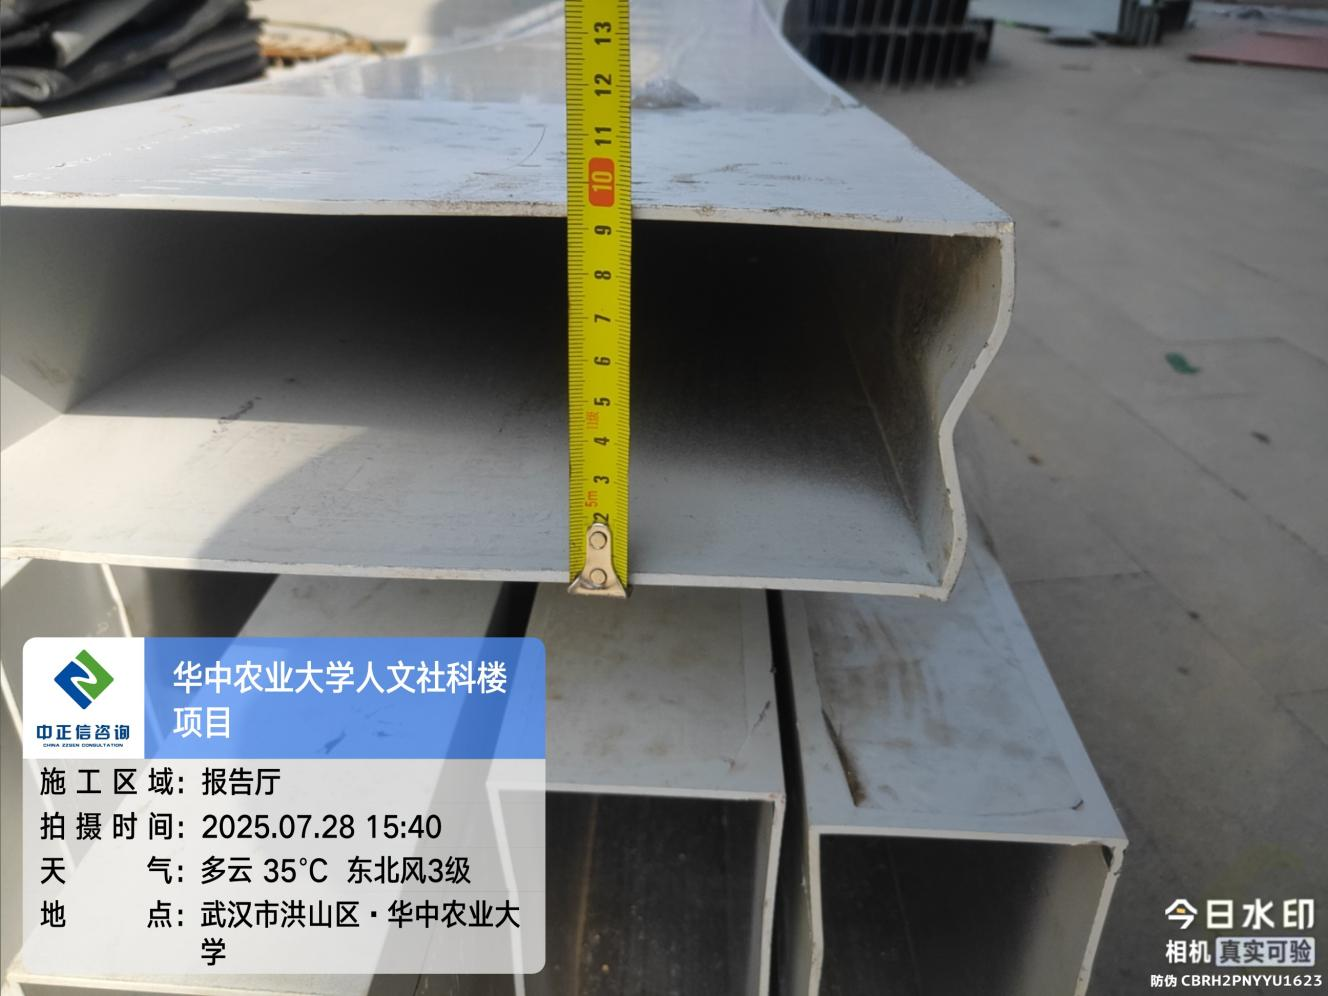 13
12
11
10
9
8
7
6
5
4
3
5m
2
中正信咨询
CHINA ZZSEN CONSULTATION
华中农业大学人文社科楼
项目
施工区域：报告厅
拍摄时间：2025.07.28 15:40
天气：多云 35℃ 东北风3级
地点：武汉市洪山区·华中农业大
学
今日水印
相机 真实可验
防伪 CBRH2PNYYU1623